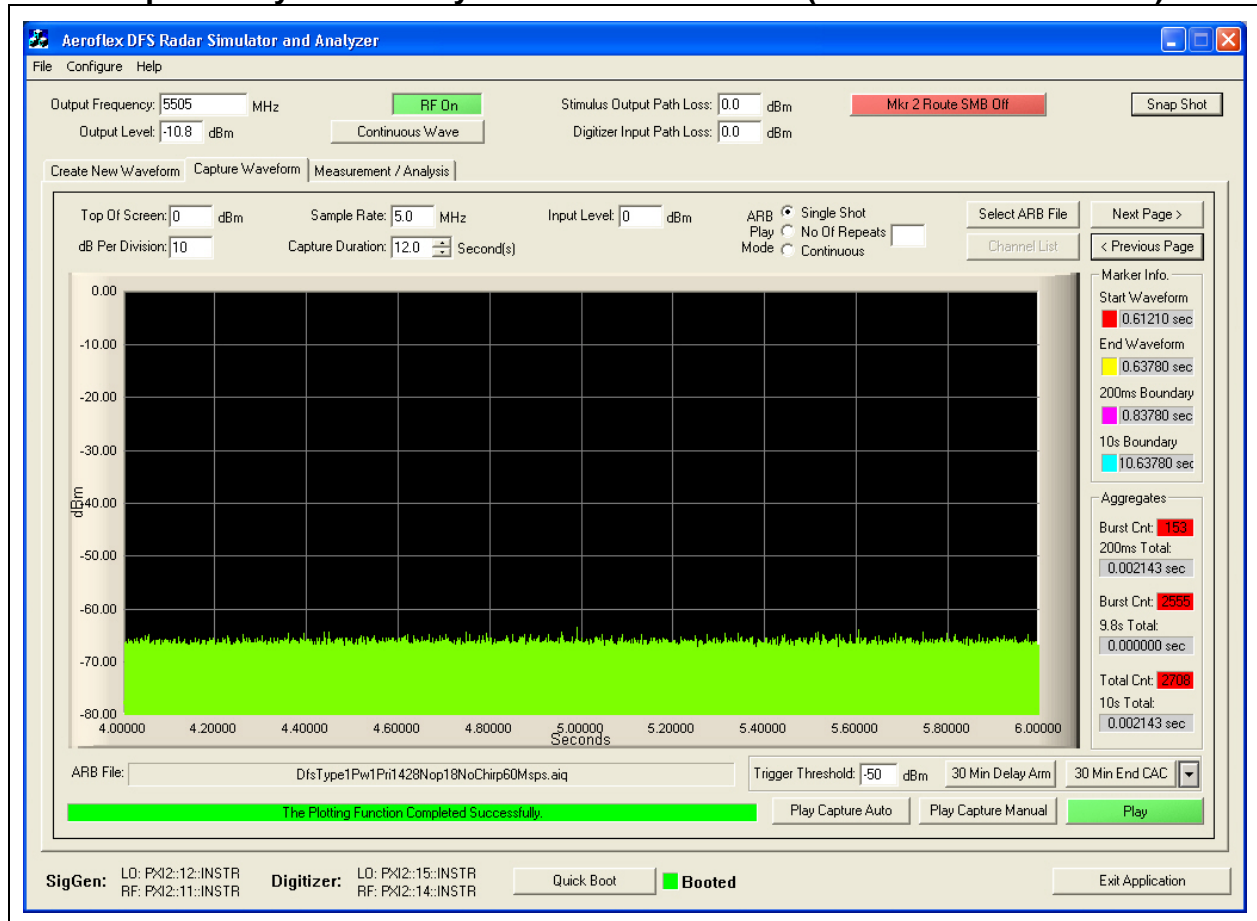 Aeroflex DFS Radar Simulator and Analyzer
File Configure Help
Output Frequency: 5505 MHz RF On Stimulus Output Path Loss: 0.0 dBm Mkr 2 Route SMB Off Snap Shot
Output Level: -10.8 dBm Continuous Wave Digitizer Input Path Loss: 0.0 dBm
Create New Waveform Capture Waveform Measurement / Analysis
Top Of Screen: 0 dBm Sample Rate: 5.0 MHz Input Level: 0 dBm ARB Play Mode Single Shot Select ARB File Next Page >
No Of Repeats
dB Per Division: 10 Capture Duration: 12.0 Second(s) Continuous Channel List < Previous Page
Marker Info.
Start Waveform
0.61210 sec
End Waveform
0.63780 sec
200ms Boundary
0.83780 sec
10s Boundary
10.63780 sec
Aggregates
Burst Cnt: 153
200ms Total:
0.002143 sec
Burst Cnt: 2555
9.8s Total:
0.000000 sec
Total Cnt: 2708
10s Total:
0.002143 sec
0.00
-10.00
-20.00
-30.00
dBm
-40.00
-50.00
-60.00
-70.00
-80.00
4.00000 4.20000 4.40000 4.60000 4.80000 5.00000 5.20000 5.40000 5.60000 5.80000 6.00000
Seconds
ARB File: DfsType1Pw1Pri1428Nop18NoChirp60Msps.aiq Trigger Threshold: -50 dBm 30 Min Delay Arm 30 Min End CAC
The Plotting Function Completed Successfully. Play Capture Auto Play Capture Manual Play
SigGen: LO: PXI2::12::INSTR Digitizer: LO: PXI2::15::INSTR Quick Boot Booted Exit Application
RF: PXI2::11::INSTR RF: PXI2::14::INSTR